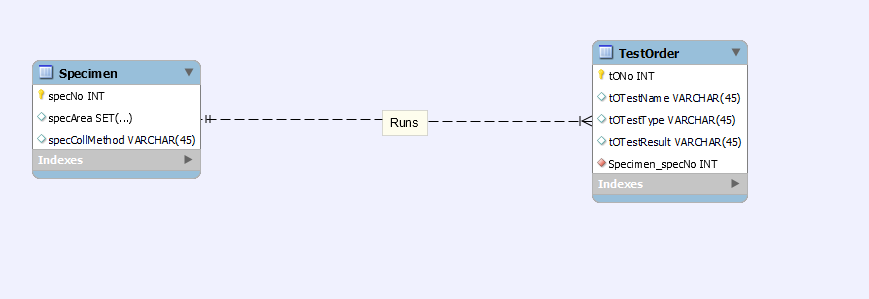 Specimen
specNo INT
specArea SET(...)
specCollMethod VARCHAR(45)
Indexes
Runs
TestOrder
tONo INT
tOTestName VARCHAR(45)
tOTestType VARCHAR(45)
tOTestResult VARCHAR(45)
Specimen_specNo INT
Indexes